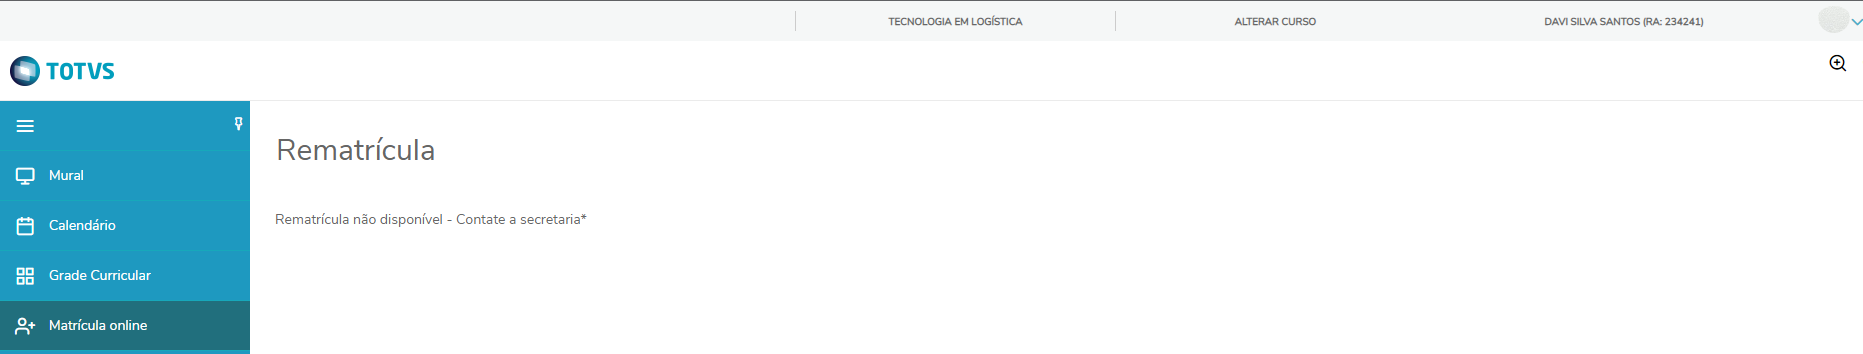 TECNOLOGIA EM LOGÍSTICA ALTERAR CURSO DAVI SILVA SANTOS (RA: 234241)
TOTVS
Rematrícula
Mural
Rematrícula não disponível - Contate a secretaria*
Calendário
Grade Curricular
Matrícula online